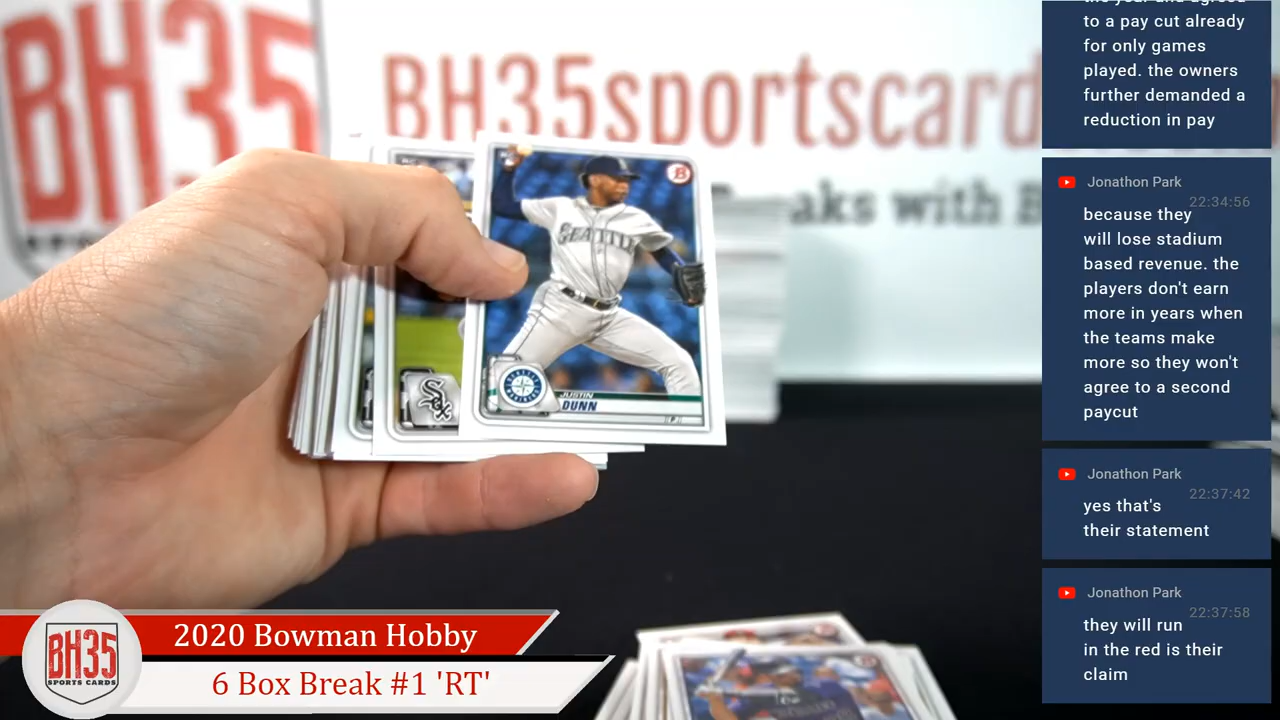 BH35
BH35sportscard
aks with B
SEATTLE
JUSTIN
DUNN
Sox
2020 Bowman Hobby
6 Box Break #1 'RT'
BH35
SPORTS CARDS
to a pay cut already
for only games
played. the owners
further demanded a
reduction in pay
Jonathon Park
22:34:56
because they
will lose stadium
based revenue. the
players don't earn
more in years when
the teams make
more so they won't
agree to a second
paycut
Jonathon Park
22:37:42
yes that's
their statement
Jonathon Park
22:37:58
they will run
in the red is their
claim